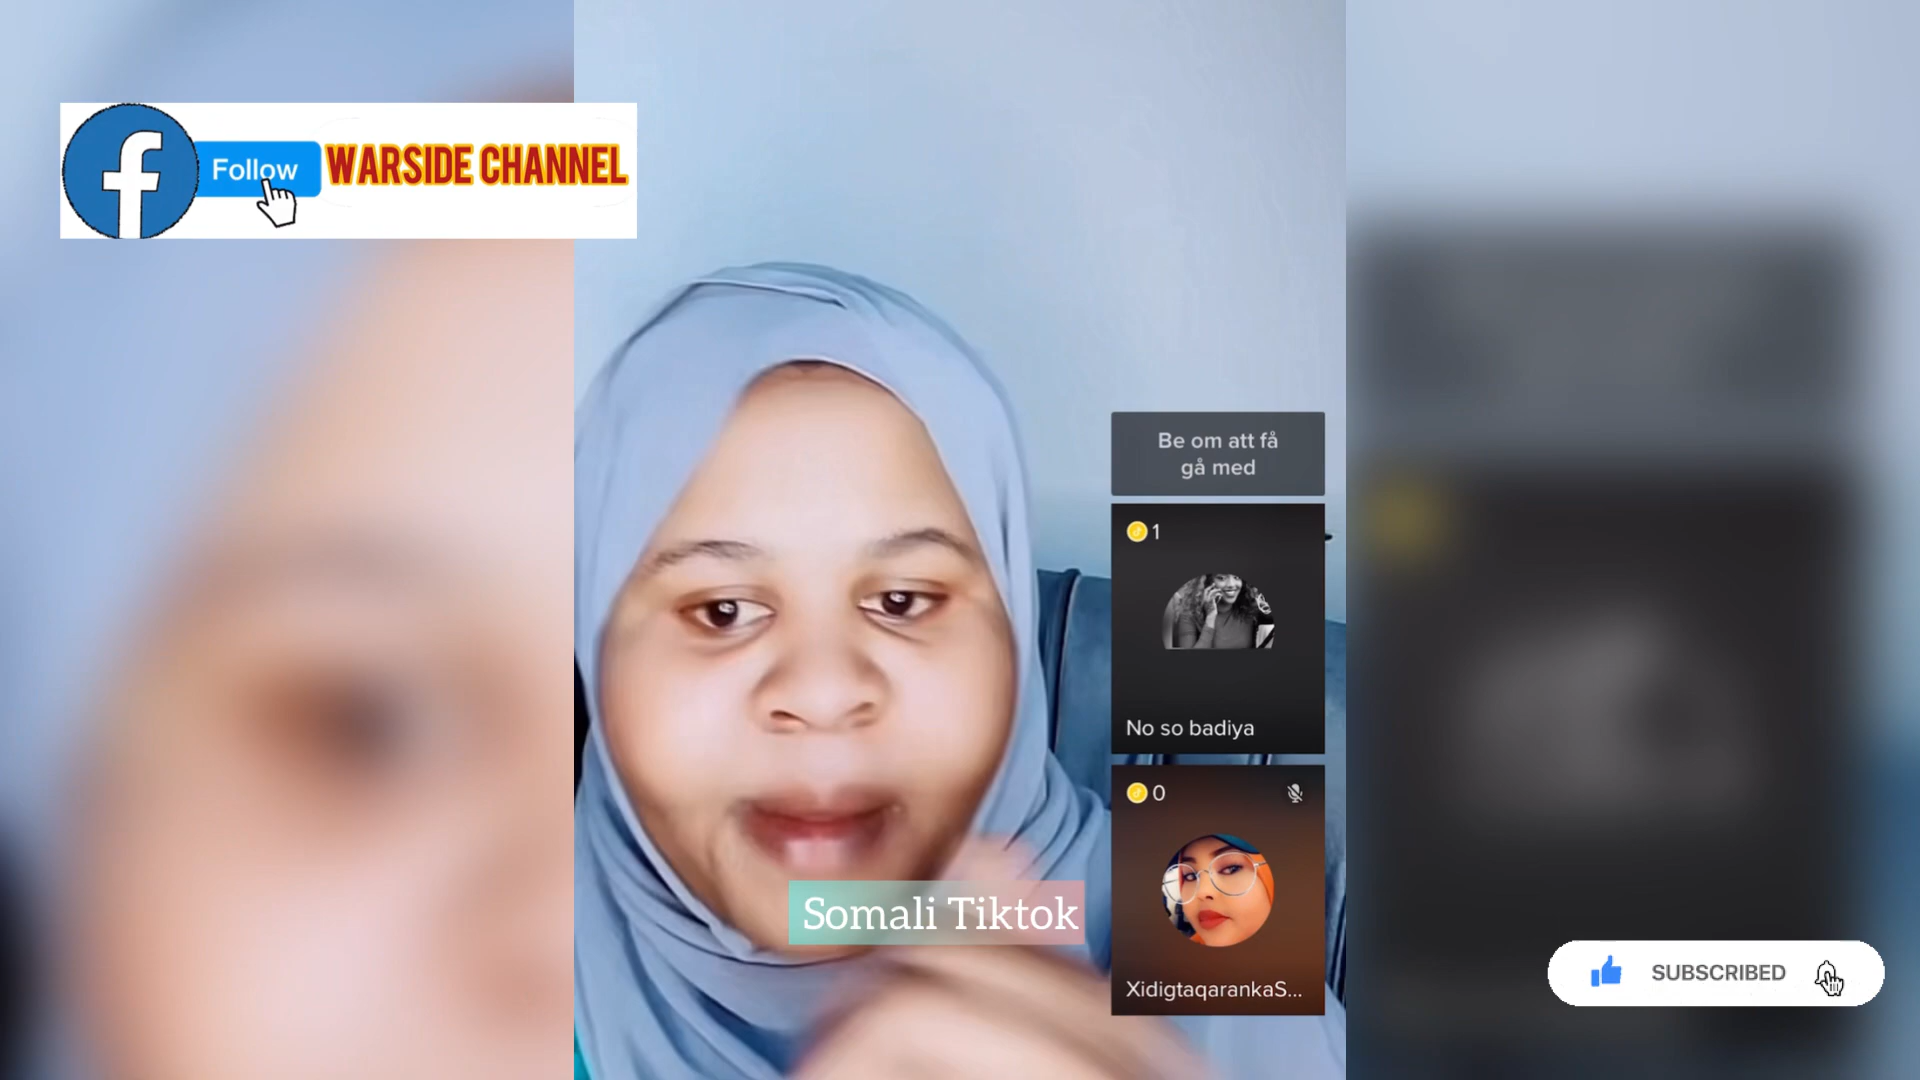 Follow
WARSIDE CHANNEL
Be om att få
gå med
1
No so badiya
0
XidigtaqarankaS...
Somali Tiktok
SUBSCRIBED